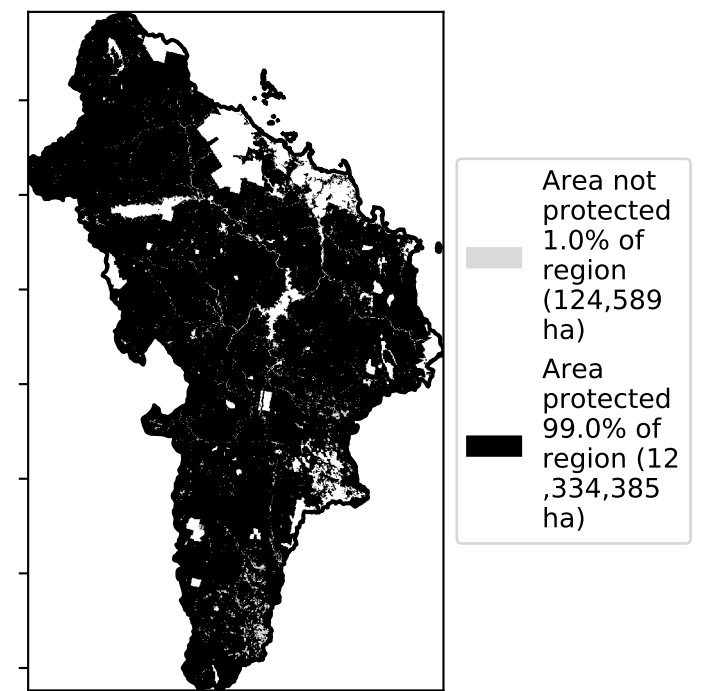 Area not
protected
1.0% of
region
(124,589
ha)
Area
protected
99.0% of
region (12
,334,385
ha)